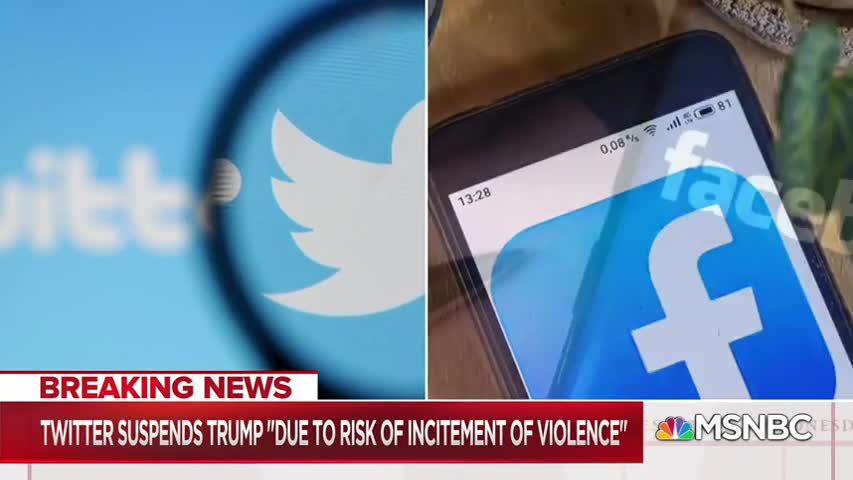 witte
13:28
0,08 K/s
81
f
faceb
BREAKING NEWS
TWITTER SUSPENDS TRUMP "DUE TO RISK OF INCITEMENT OF VIOLENCE"
MSNBC